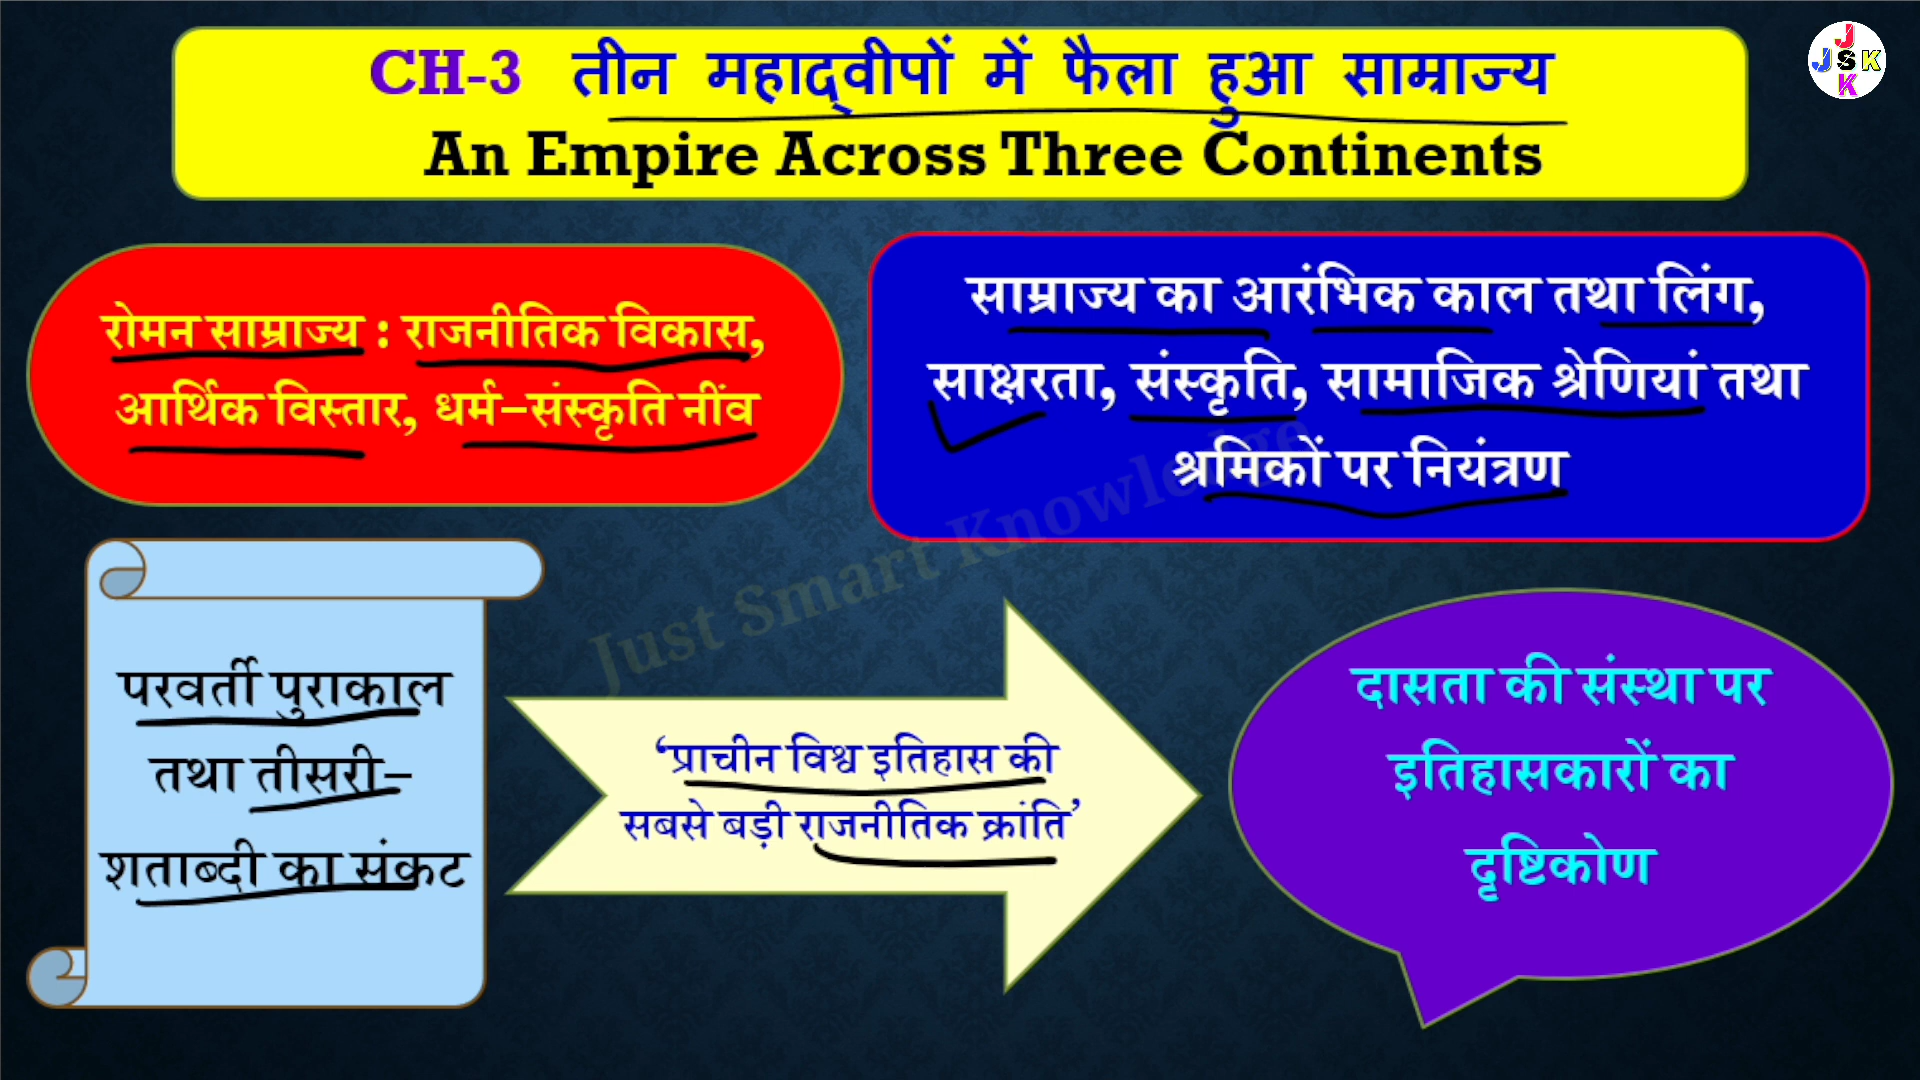 CH-3 तीन महाद्वीपों में फैला हुआ साम्राज्य
An Empire Across Three Continents
J
JSK
K
रोमन साम्राज्य : राजनीतिक विकास,
आर्थिक विस्तार, धर्म–संस्कृति नींव
साम्राज्य का आरंभिक काल तथा लिंग,
साक्षरता, संस्कृति, सामाजिक श्रेणियां तथा
श्रमिकों पर नियंत्रण
Just Smart Knowledge
परवर्ती पुराकाल
तथा तीसरी–
शताब्दी का संकट
‘प्राचीन विश्व इतिहास की
सबसे बड़ी राजनीतिक क्रांति’
दासता की संस्था पर
इतिहासकारों का
दृष्टिकोण